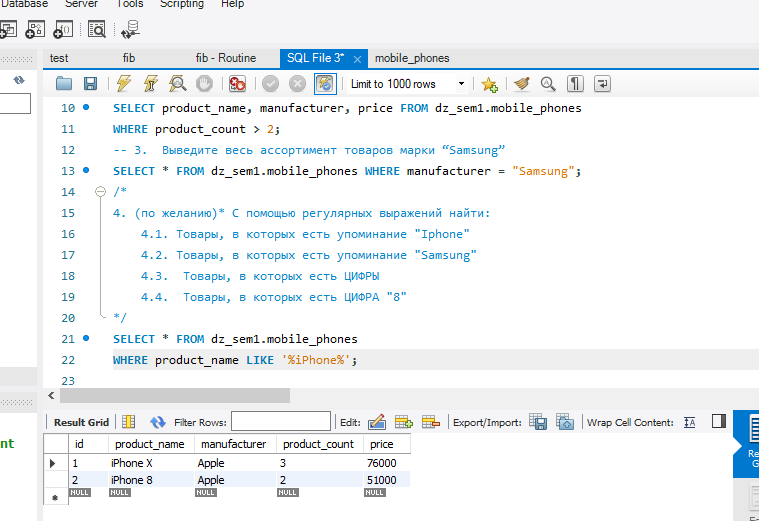 Database Server Tools Scripting Help
test fib fib - Routine SQL File 3* mobile_phones
Limit to 1000 rows
10 SELECT product_name, manufacturer, price FROM dz_sem1.mobile_phones
11 WHERE product_count > 2;
12 -- 3.  Выведите весь ассортимент товаров марки “Samsung”
13 SELECT * FROM dz_sem1.mobile_phones WHERE manufacturer = "Samsung";
14 /*
15 4. (по желанию)* С помощью регулярных выражений найти:
16 4.1. Товары, в которых есть упоминание "Iphone"
17 4.2. Товары, в которых есть упоминание "Samsung"
18 4.3.  Товары, в которых есть ЦИФРЫ
19 4.4.  Товары, в которых есть ЦИФРА "8"
20 */
21 SELECT * FROM dz_sem1.mobile_phones
22 WHERE product_name LIKE '%iPhone%';
23
Result Grid Filter Rows: Edit: Export/Import: Wrap Cell Content:
id product_name manufacturer product_count price
1 iPhone X Apple 3 76000
2 iPhone 8 Apple 2 51000
NULL NULL NULL NULL NULL
nt